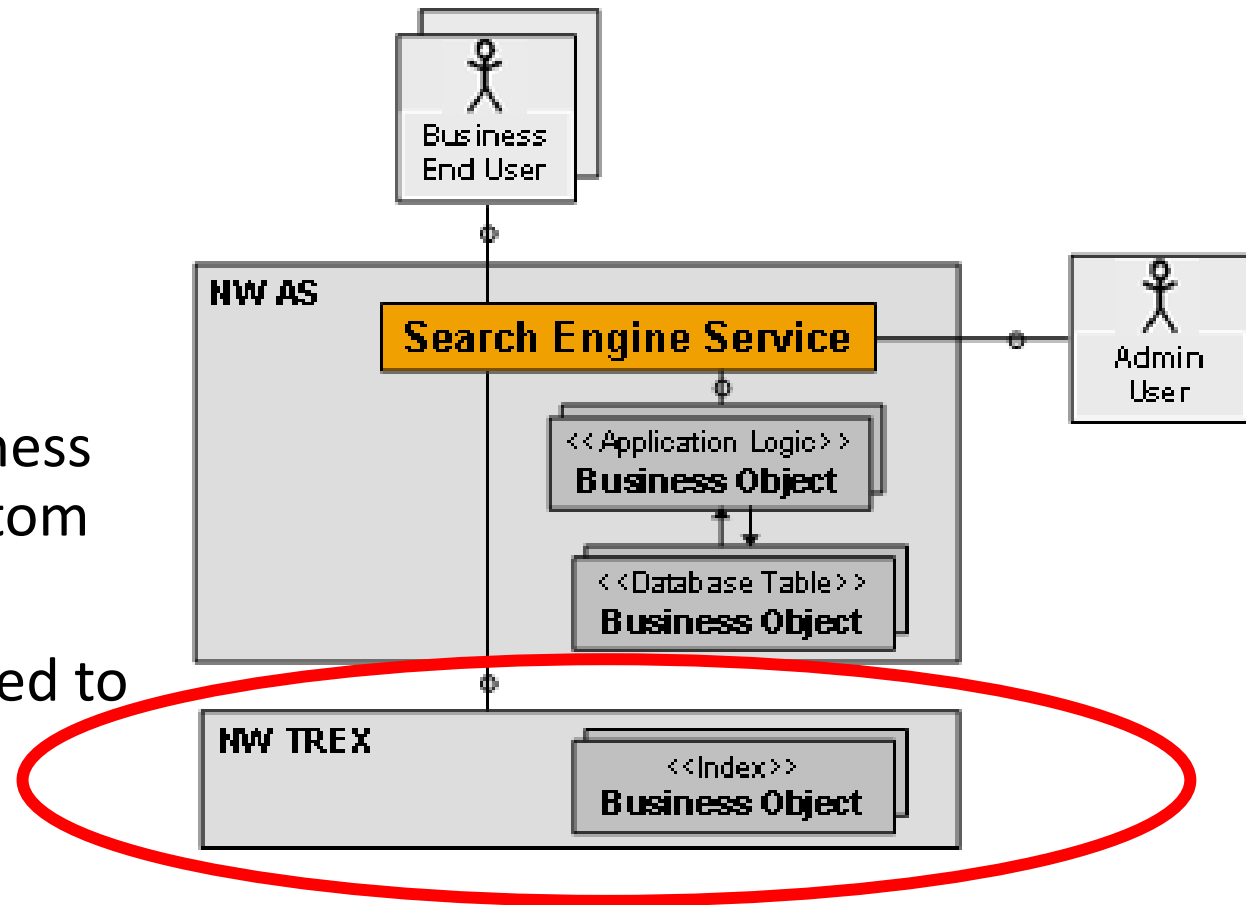 Business
End User
NW AS
Search Engine Service
Admin
User
<<Application Logic>>
Business Object
ness
tom
<<Database Table>>
Business Object
ed to
NW TREX
<<Index>>
Business Object